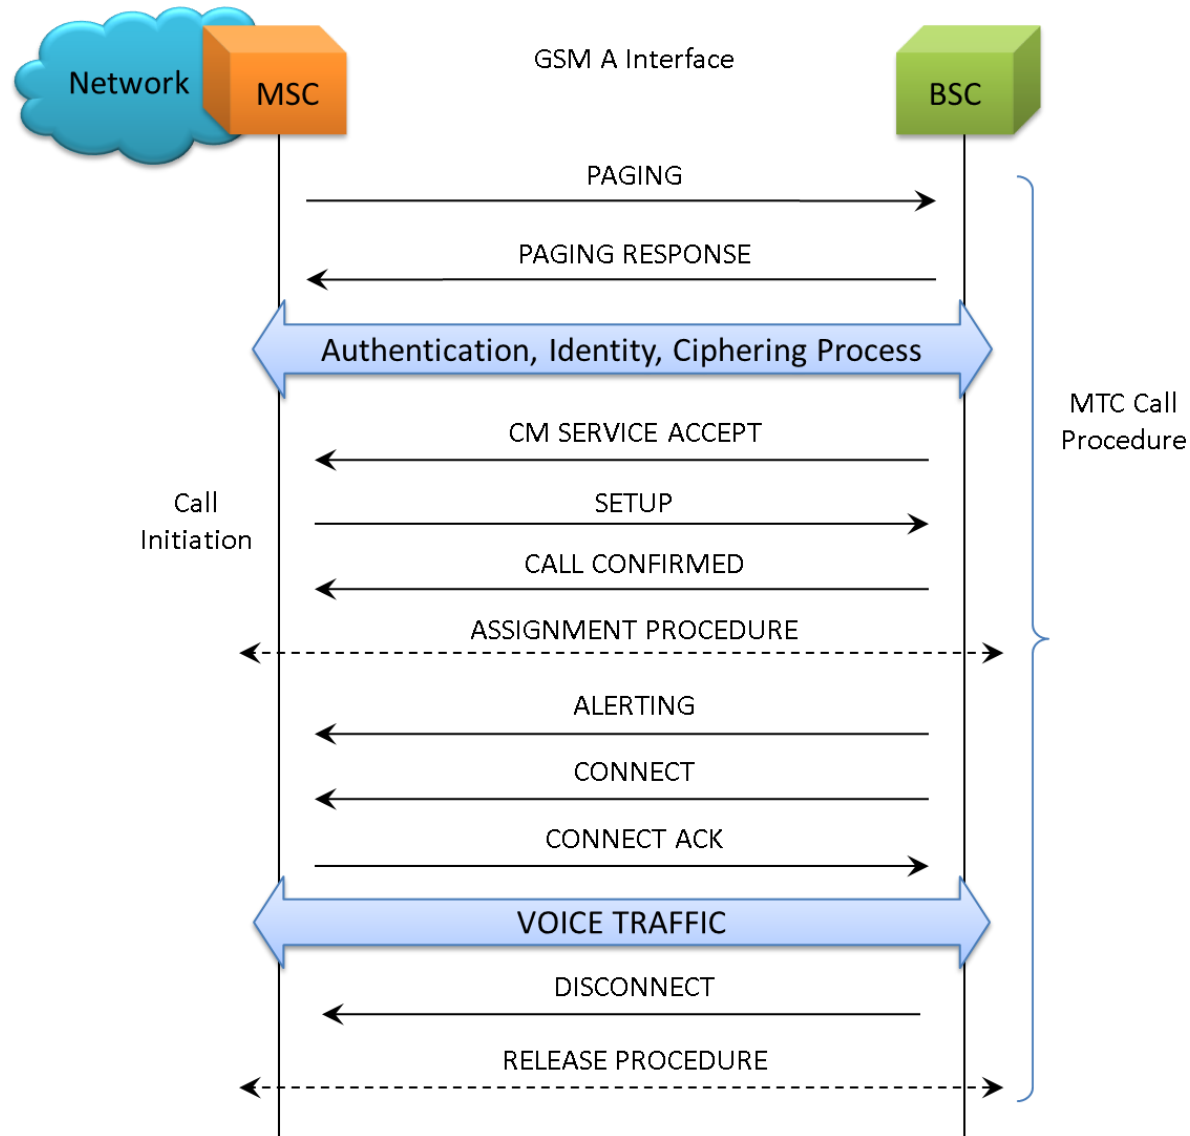 GSM A Interface
Network
MSC
BSC
PAGING
PAGING RESPONSE
Authentication, Identity, Ciphering Process
MTC Call
Procedure
CM SERVICE ACCEPT
Call
Initiation
SETUP
CALL CONFIRMED
ASSIGNMENT PROCEDURE
ALERTING
CONNECT
CONNECT ACK
VOICE TRAFFIC
DISCONNECT
RELEASE PROCEDURE